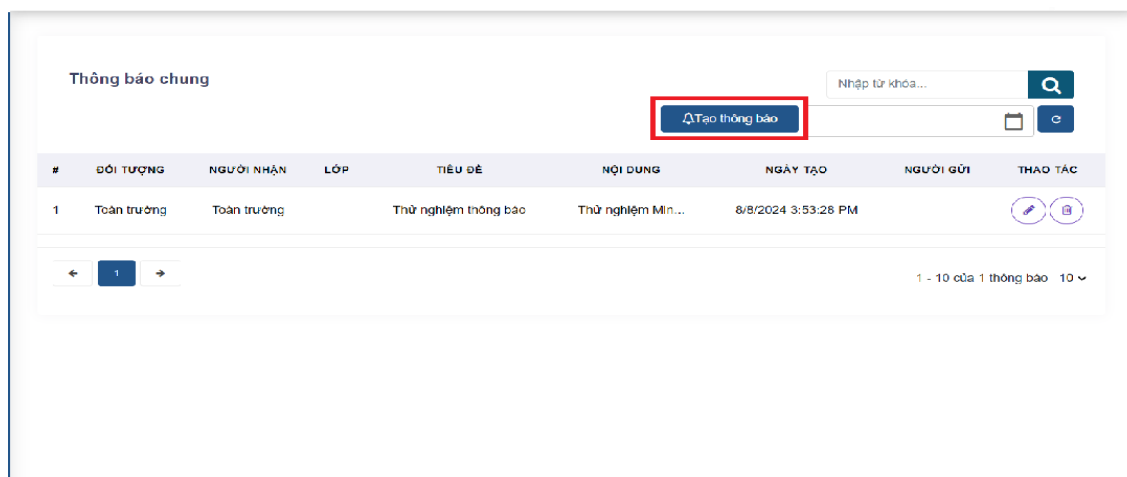 Thông báo chung
Nhập từ khóa...
Tạo thông báo
# ĐỐI TƯỢNG NGƯỜI NHẬN LỚP TIÊU ĐỀ NỘI DUNG NGÀY TẠO NGƯỜI GỬI THAO TÁC
1 Toàn trường Toàn trường Thử nghiệm thông báo Thử nghiệm Min... 8/8/2024 3:53:28 PM
1
1 - 10 của 1 thông báo 10